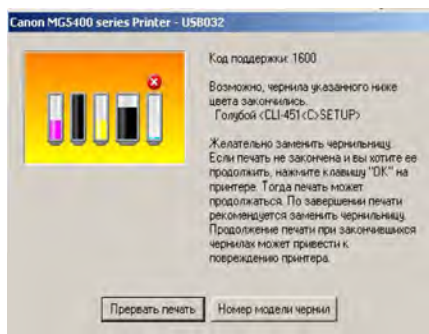 Canon MG5400 series Printer - USB032
Код поддержки: 1600
Возможно, чернила указанного ниже
цвета закончились.
Голубой <CLI-451<C>SETUP>
Желательно заменить чернильницу.
Если печать не закончена и вы хотите ее
продолжить, нажмите клавишу "ОК" на
принтере. Тогда печать может
продолжаться. По завершении печати
рекомендуется заменить чернильницу.
Продолжение печати при закончившихся
чернилах может привести к
повреждению принтера.
Прервать печать
Номер модели чернил